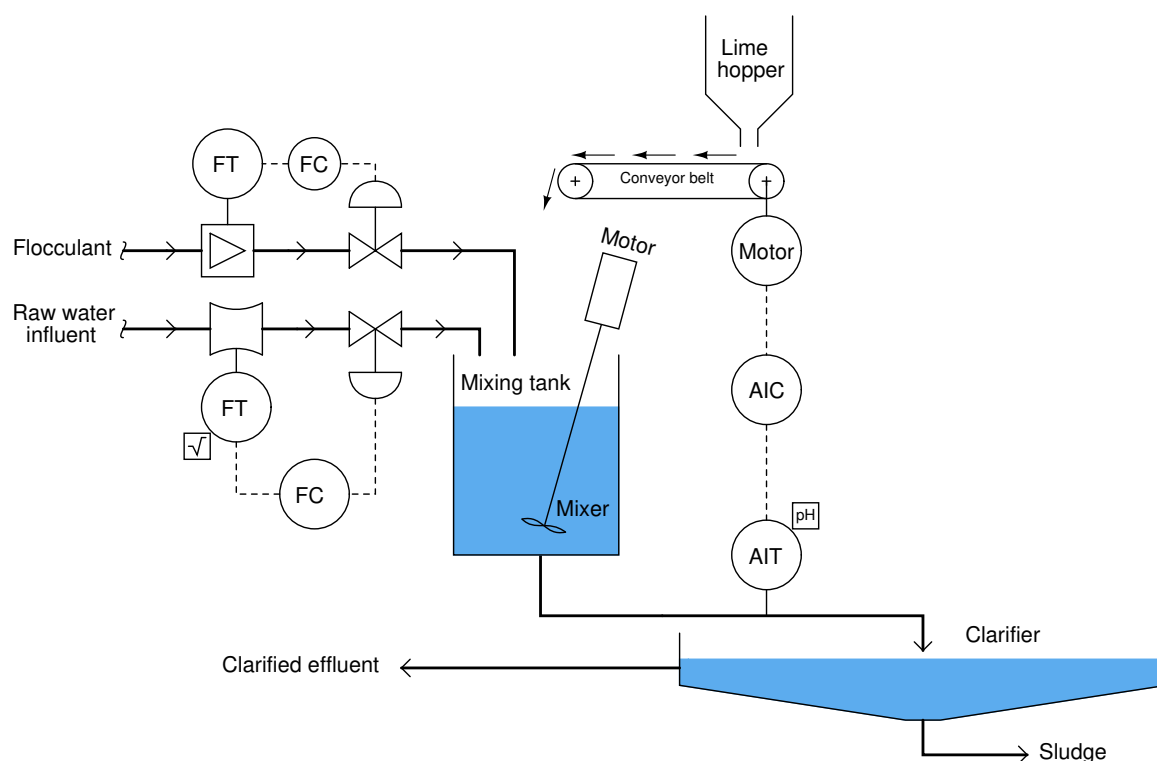 Lime
hopper
FT
FC
Conveyor belt
Motor
Motor
Flocculant
Raw water
influent
Mixing tank
AIC
FT
√
FC
Mixer
pH
AIT
Clarifier
Clarified effluent
Sludge